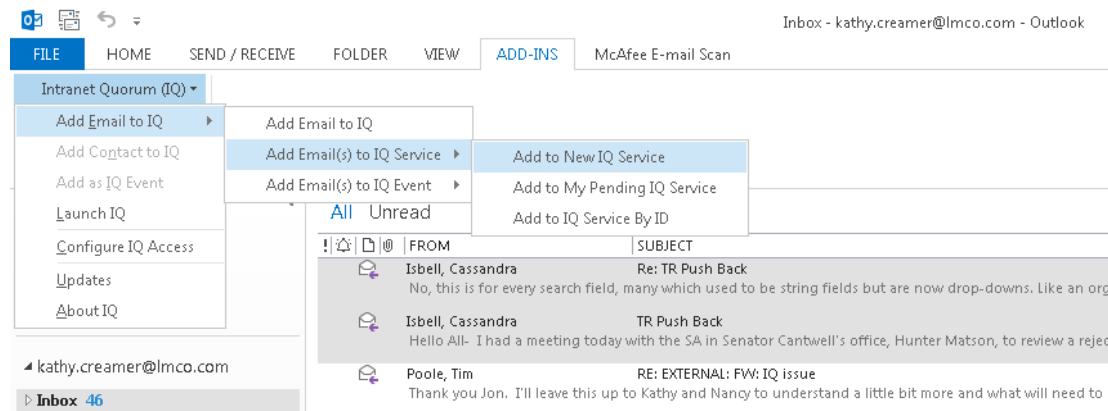 Inbox - kathy.creamer@lmco.com - Outlook
FILE HOME SEND / RECEIVE FOLDER VIEW ADD-INS McAfee E-mail Scan
Intranet Quorum (IQ)
Add Email to IQ
Add Contact to IQ
Add as IQ Event
Launch IQ
Configure IQ Access
Updates
About IQ
Add Email to IQ
Add Email(s) to IQ Service
Add Email(s) to IQ Event
Add to New IQ Service
Add to My Pending IQ Service
Add to IQ Service By ID
All Unread
! FROM SUBJECT
Isbell, Cassandra Re: TR Push Back
No, this is for every search field, many which used to be string fields but are now drop-downs. Like an org
Isbell, Cassandra TR Push Back
Hello All- I had a meeting today with the SA in Senator Cantwell's office, Hunter Matson, to review a rejec
Poole, Tim RE: EXTERNAL: FW: IQ issue
Thank you Jon. I'll leave this up to Kathy and Nancy to understand a little bit more and what will need to
kathy.creamer@lmco.com
Inbox 46